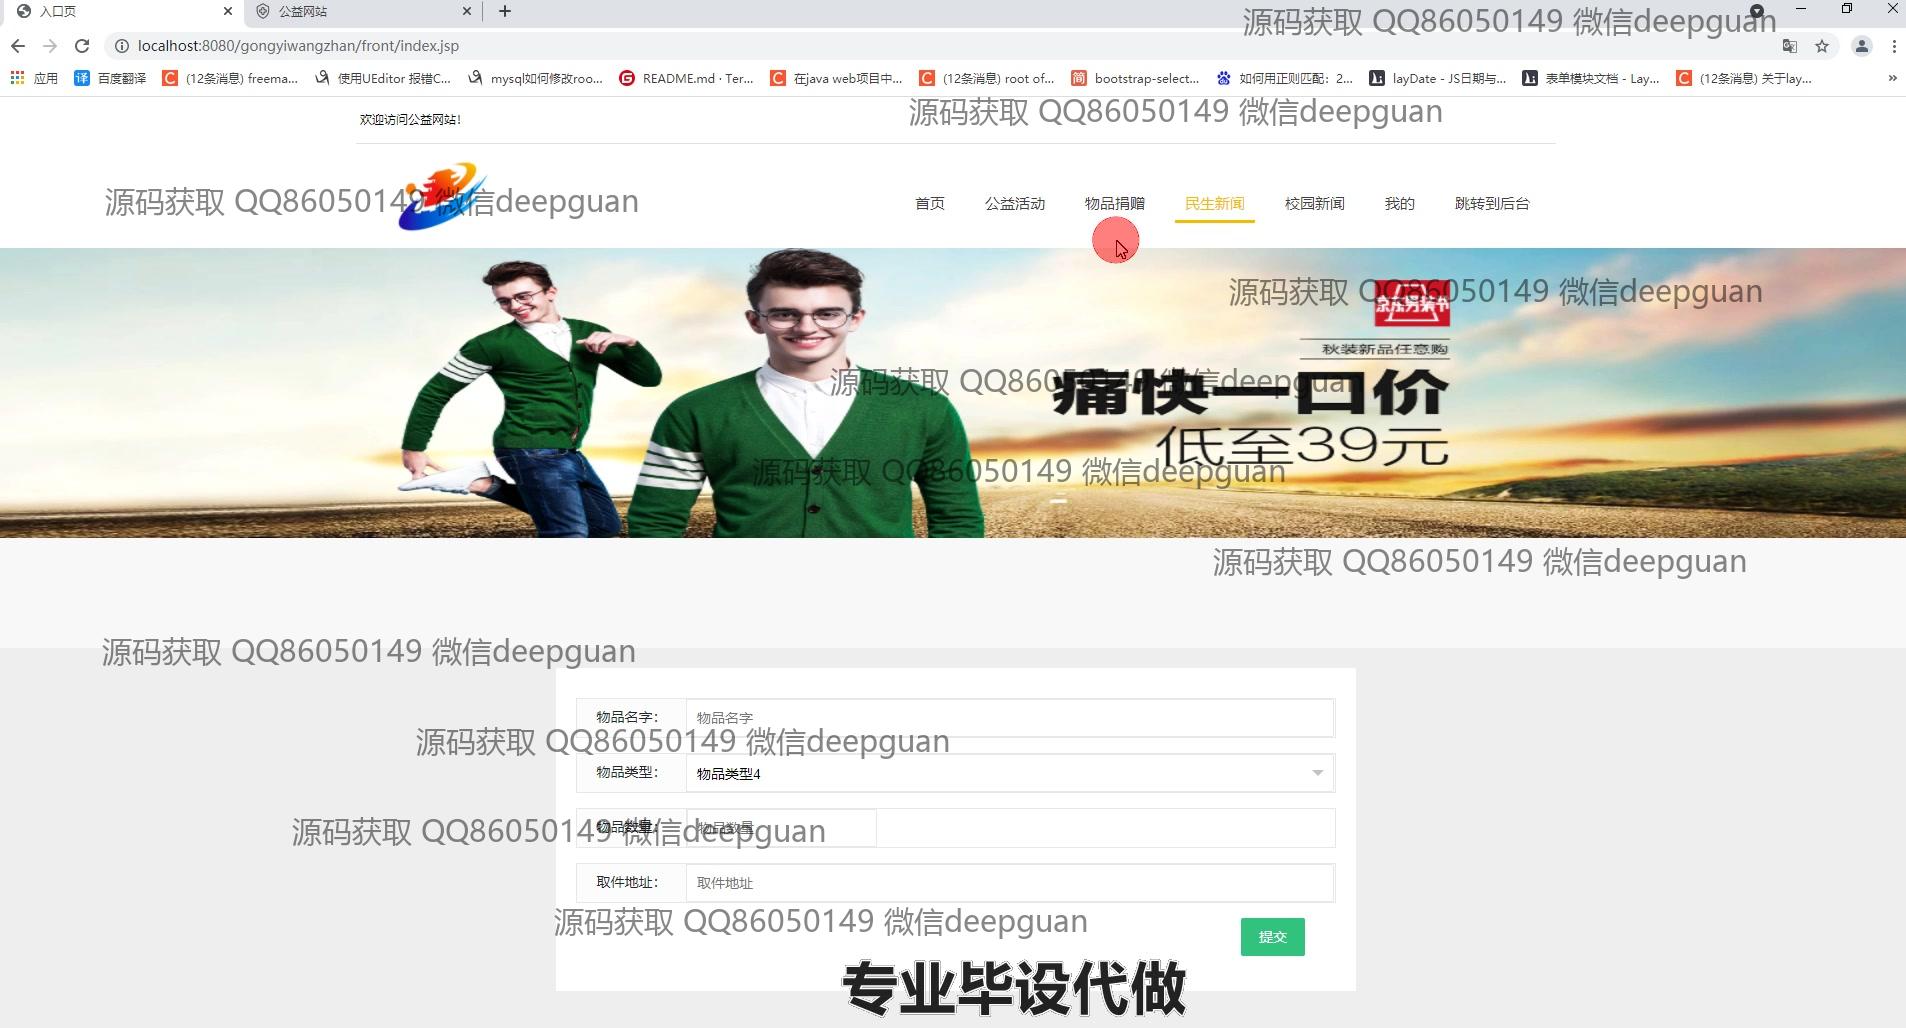 入口页
公益网站
源码获取 QQ86050149 微信deepguan
localhost:8080/gongyiwangzhan/front/index.jsp
应用
百度翻译
(12条消息) freema...
使用UEditor 报错C...
mysql如何修改roo...
README.md · Ter...
在java web项目中...
(12条消息) root of...
bootstrap-select...
如何用正则匹配：2...
layDate - JS日期与...
表单模块文档 - Lay...
(12条消息) 关于lay...
源码获取 QQ86050149 微信deepguan
欢迎访问公益网站!
源码获取 QQ86050149 微信deepguan
首页
公益活动
物品捐赠
民生新闻
校园新闻
我的
跳转到后台
源码获取 QQ86050149 微信deepguan
京东男装节
秋装新品任意购
源码获取 QQ86050149 微信deepguan
痛快一口价
低至39元
源码获取 QQ86050149 微信deepguan
源码获取 QQ86050149 微信deepguan
源码获取 QQ86050149 微信deepguan
物品名字：
物品名字
源码获取 QQ86050149 微信deepguan
物品类型：
物品类型4
物品数量：
物品数量
源码获取 QQ86050149 微信deepguan
取件地址：
取件地址
源码获取 QQ86050149 微信deepguan
提交
专业毕设代做